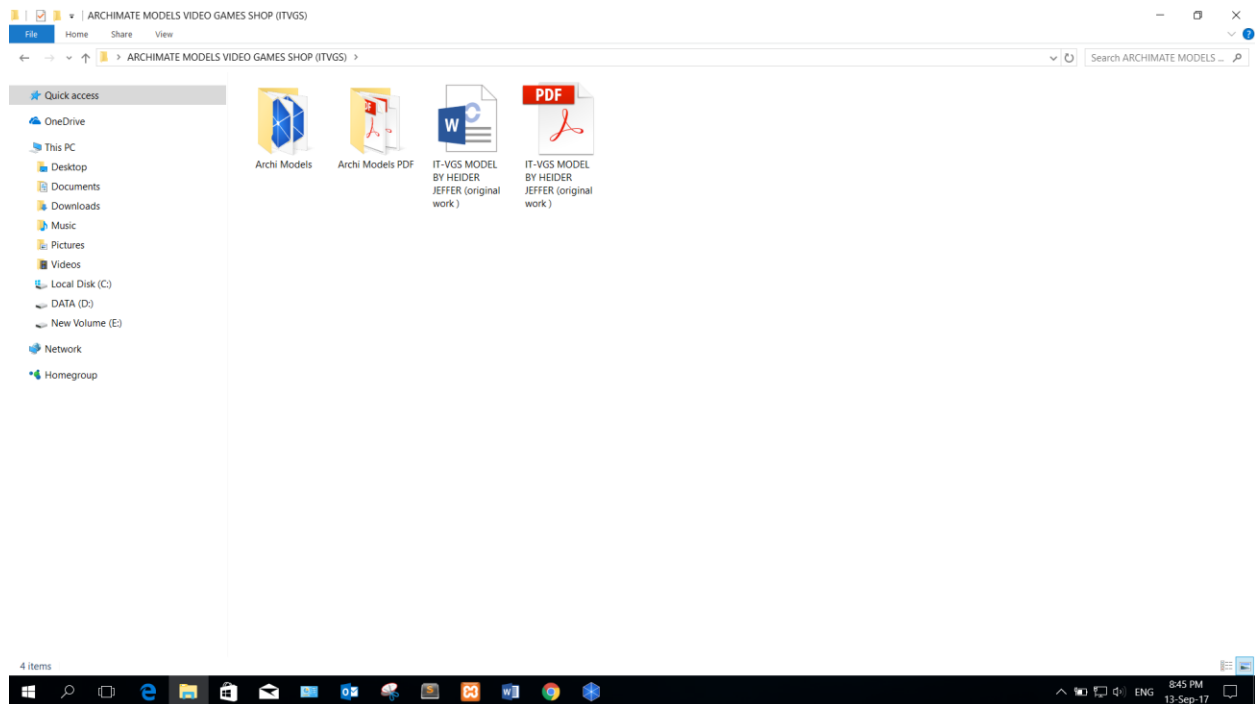 ARCHIMATE MODELS VIDEO GAMES SHOP (ITVGS)
File Home Share View
ARCHIMATE MODELS VIDEO GAMES SHOP (ITVGS)
Search ARCHIMATE MODELS ...
Quick access
OneDrive
This PC
Desktop
Documents
Downloads
Music
Pictures
Videos
Local Disk (C:)
DATA (D:)
New Volume (E:)
Network
Homegroup
PDF
W
Archi Models
Archi Models PDF
IT-VGS MODEL
BY HEIDER
JEFFER (original
work )
IT-VGS MODEL
BY HEIDER
JEFFER (original
work )
4 items
ENG
8:45 PM
13-Sep-17